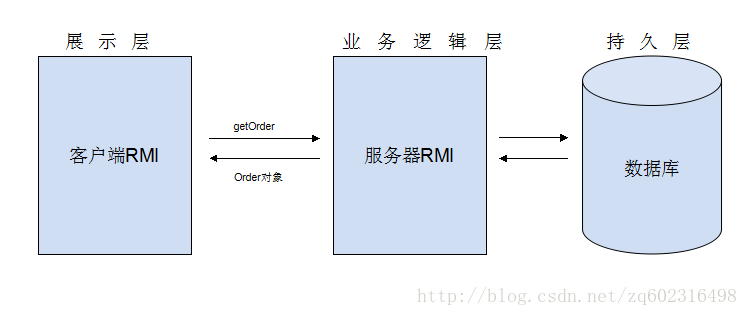 展 示 层
业 务 逻 辑 层
持 久 层
客户端RMI
getOrder
Order对象
服务器RMI
数据库
http://blog.csdn.net/zq602316498